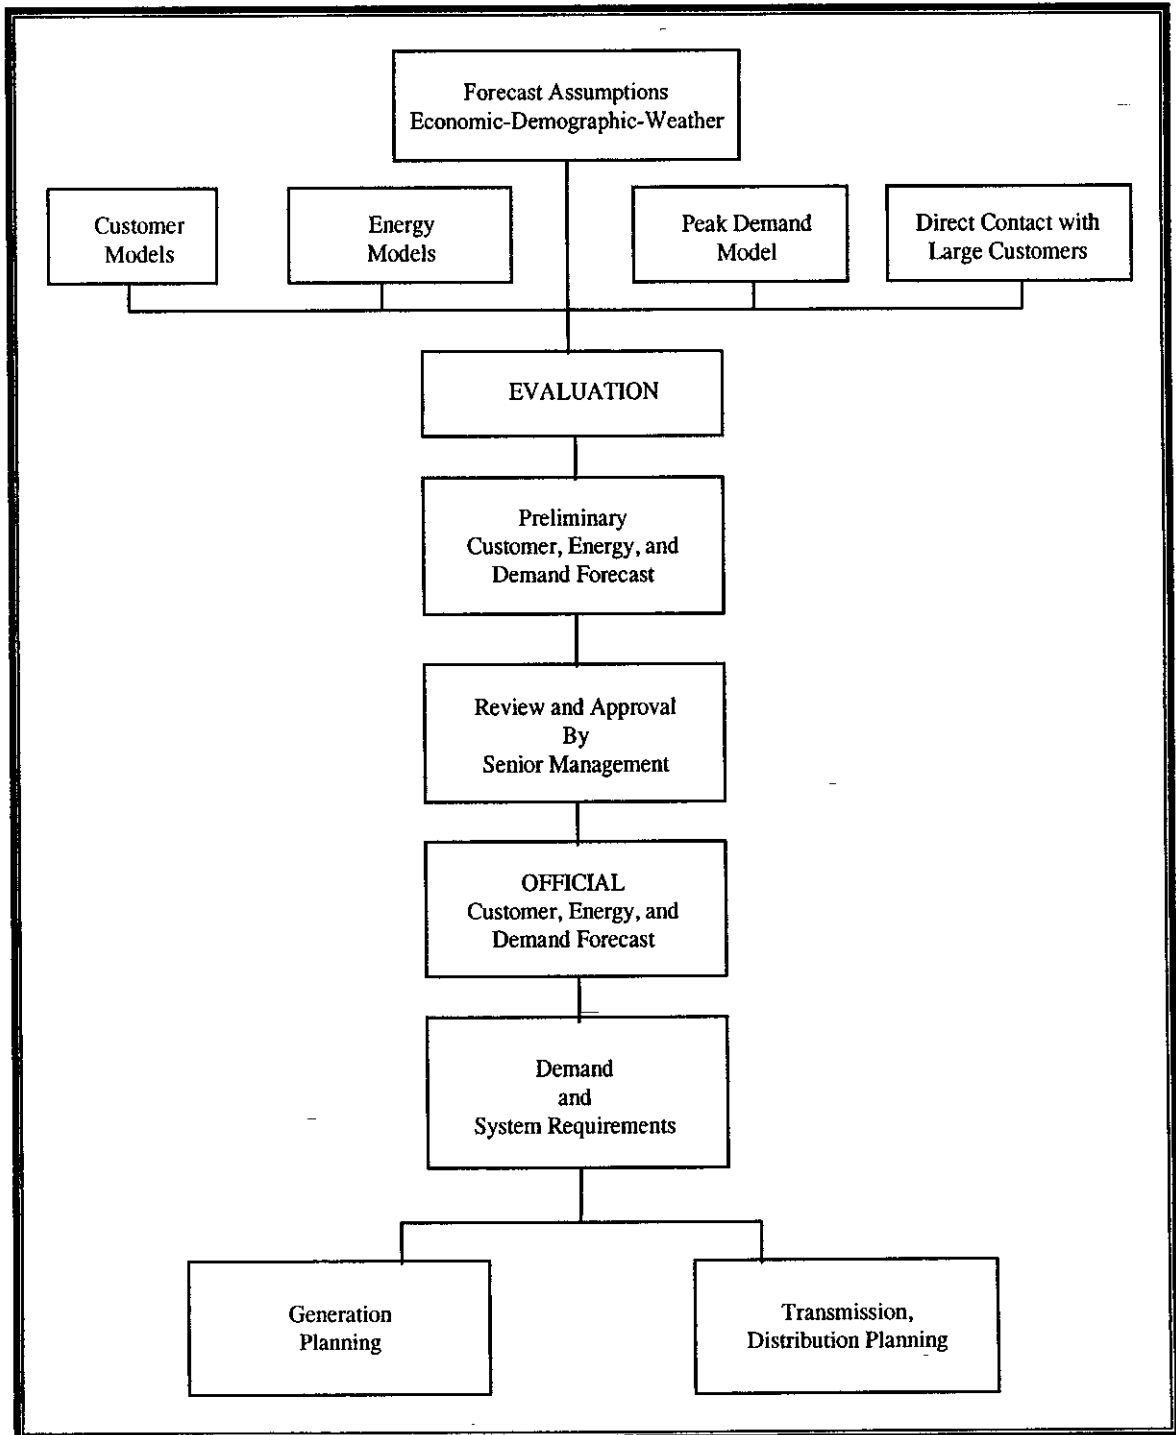 Forecast Assumptions
Economic-Demographic-Weather
Customer
Models
Energy
Models
Peak Demand
Model
Direct Contact with
Large Customers
EVALUATION
Preliminary
Customer, Energy, and
Demand Forecast
Review and Approval
By
Senior Management
OFFICIAL
Customer, Energy, and
Demand Forecast
Demand
and
System Requirements
Generation
Planning
Transmission,
Distribution Planning